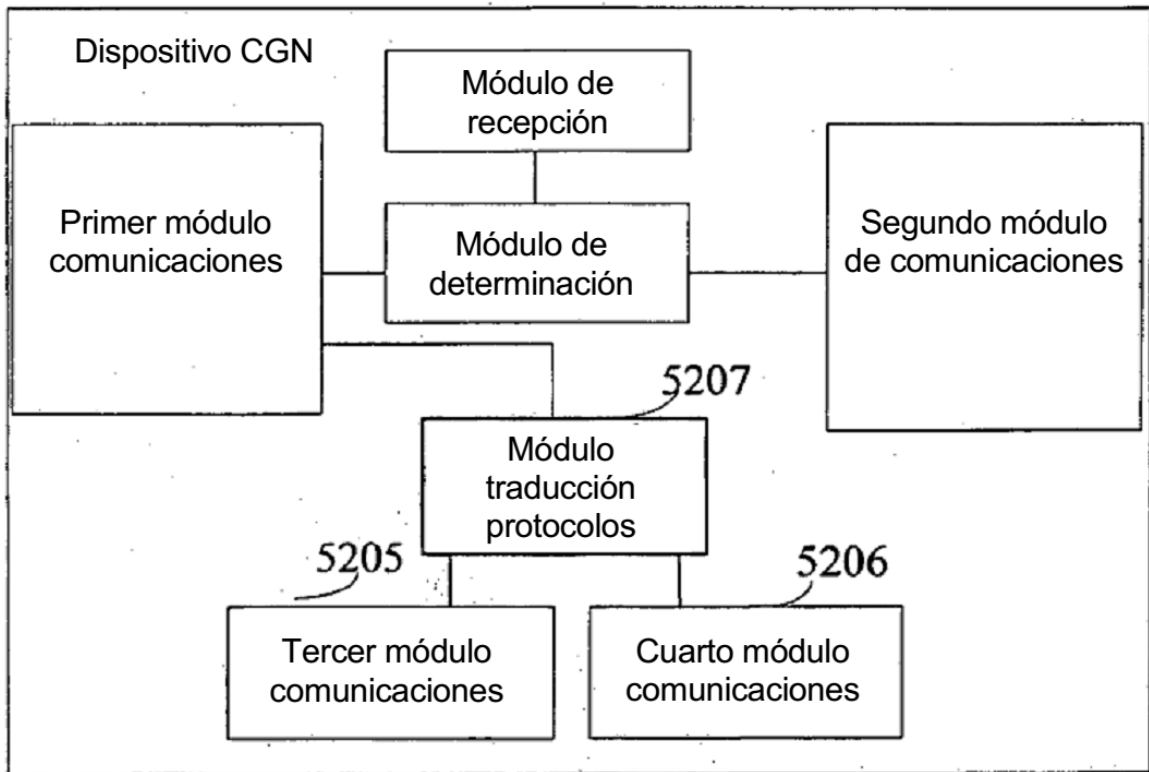 Dispositivo CGN
Módulo de
recepción
Primer módulo
comunicaciones
Módulo de
determinación
Segundo módulo
de comunicaciones
5207
Módulo
traducción
protocolos
5205
5206
Tercer módulo
comunicaciones
Cuarto módulo
comunicaciones